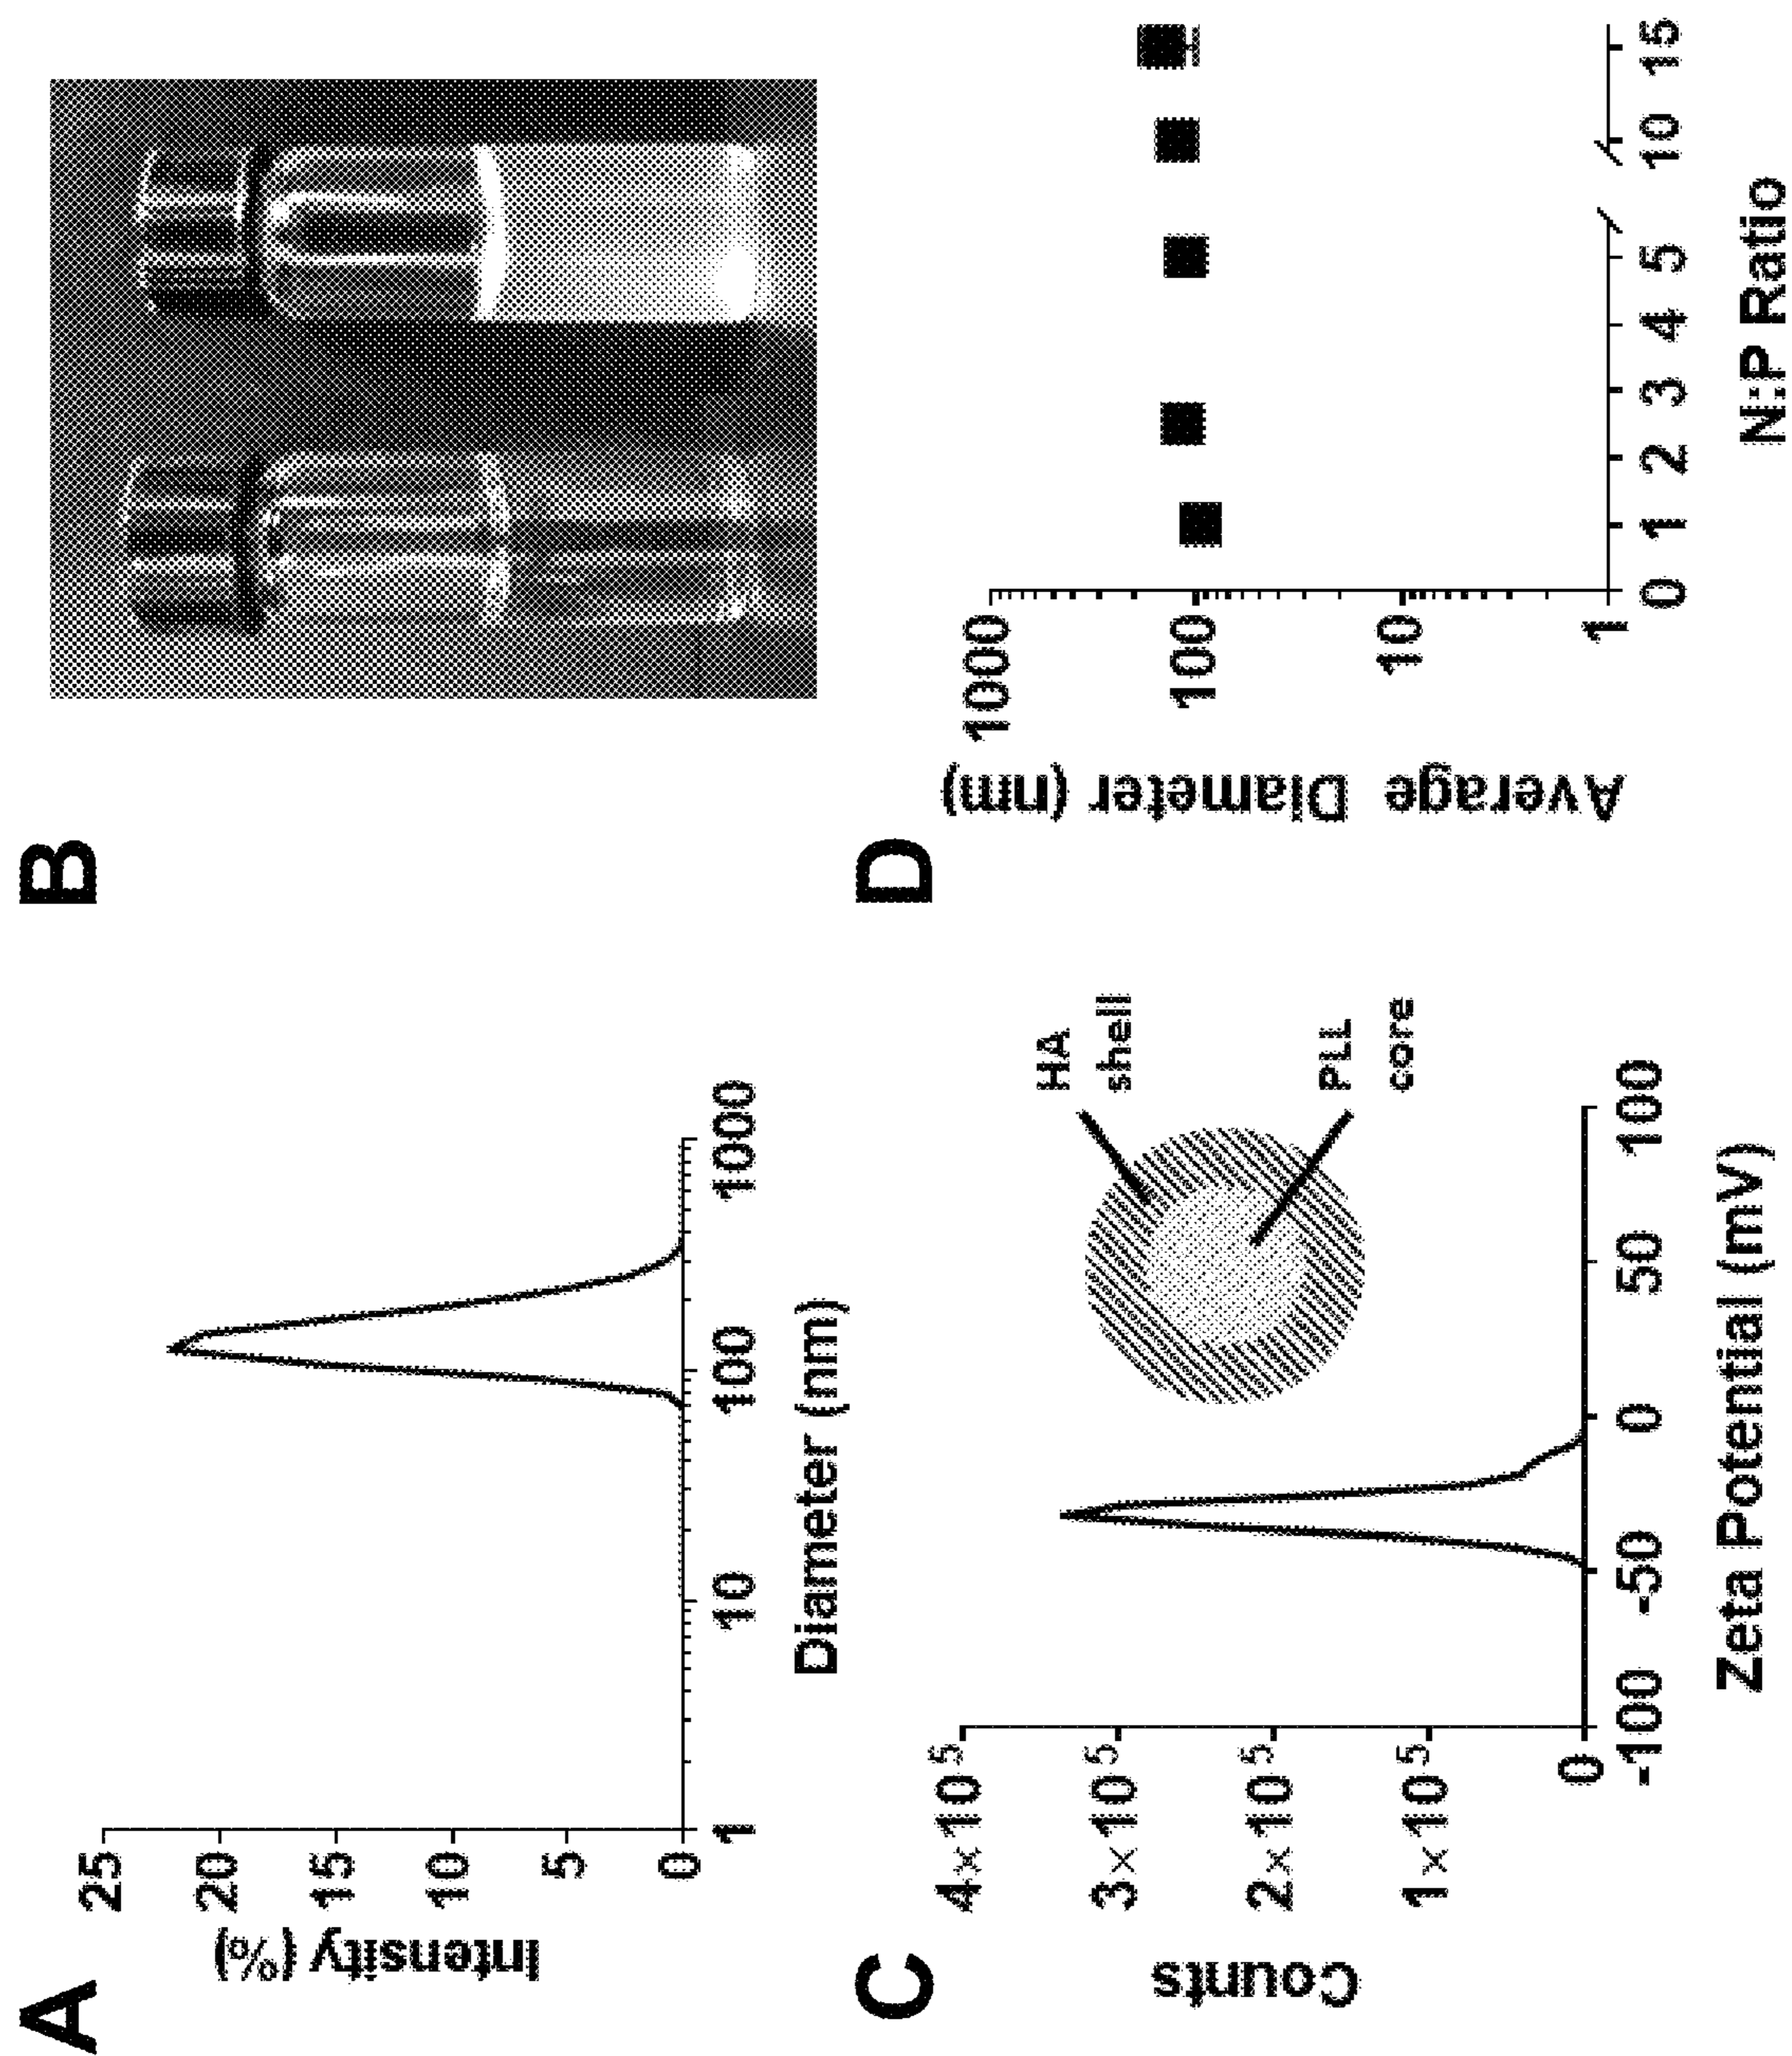 A
25
20
15
10
5
0
Intensity (%)
1 10 100 1000
Diameter (nm)
B
C
4×10⁵
3×10⁵
2×10⁵
1×10⁵
0
Counts
-100 -50 0 50 100
Zeta Potential (mV)
HA
shell
PLL
core
D
1000
100
10
1
Average Diameter (nm)
0 1 2 3 4 5 10 15
N:P Ratio